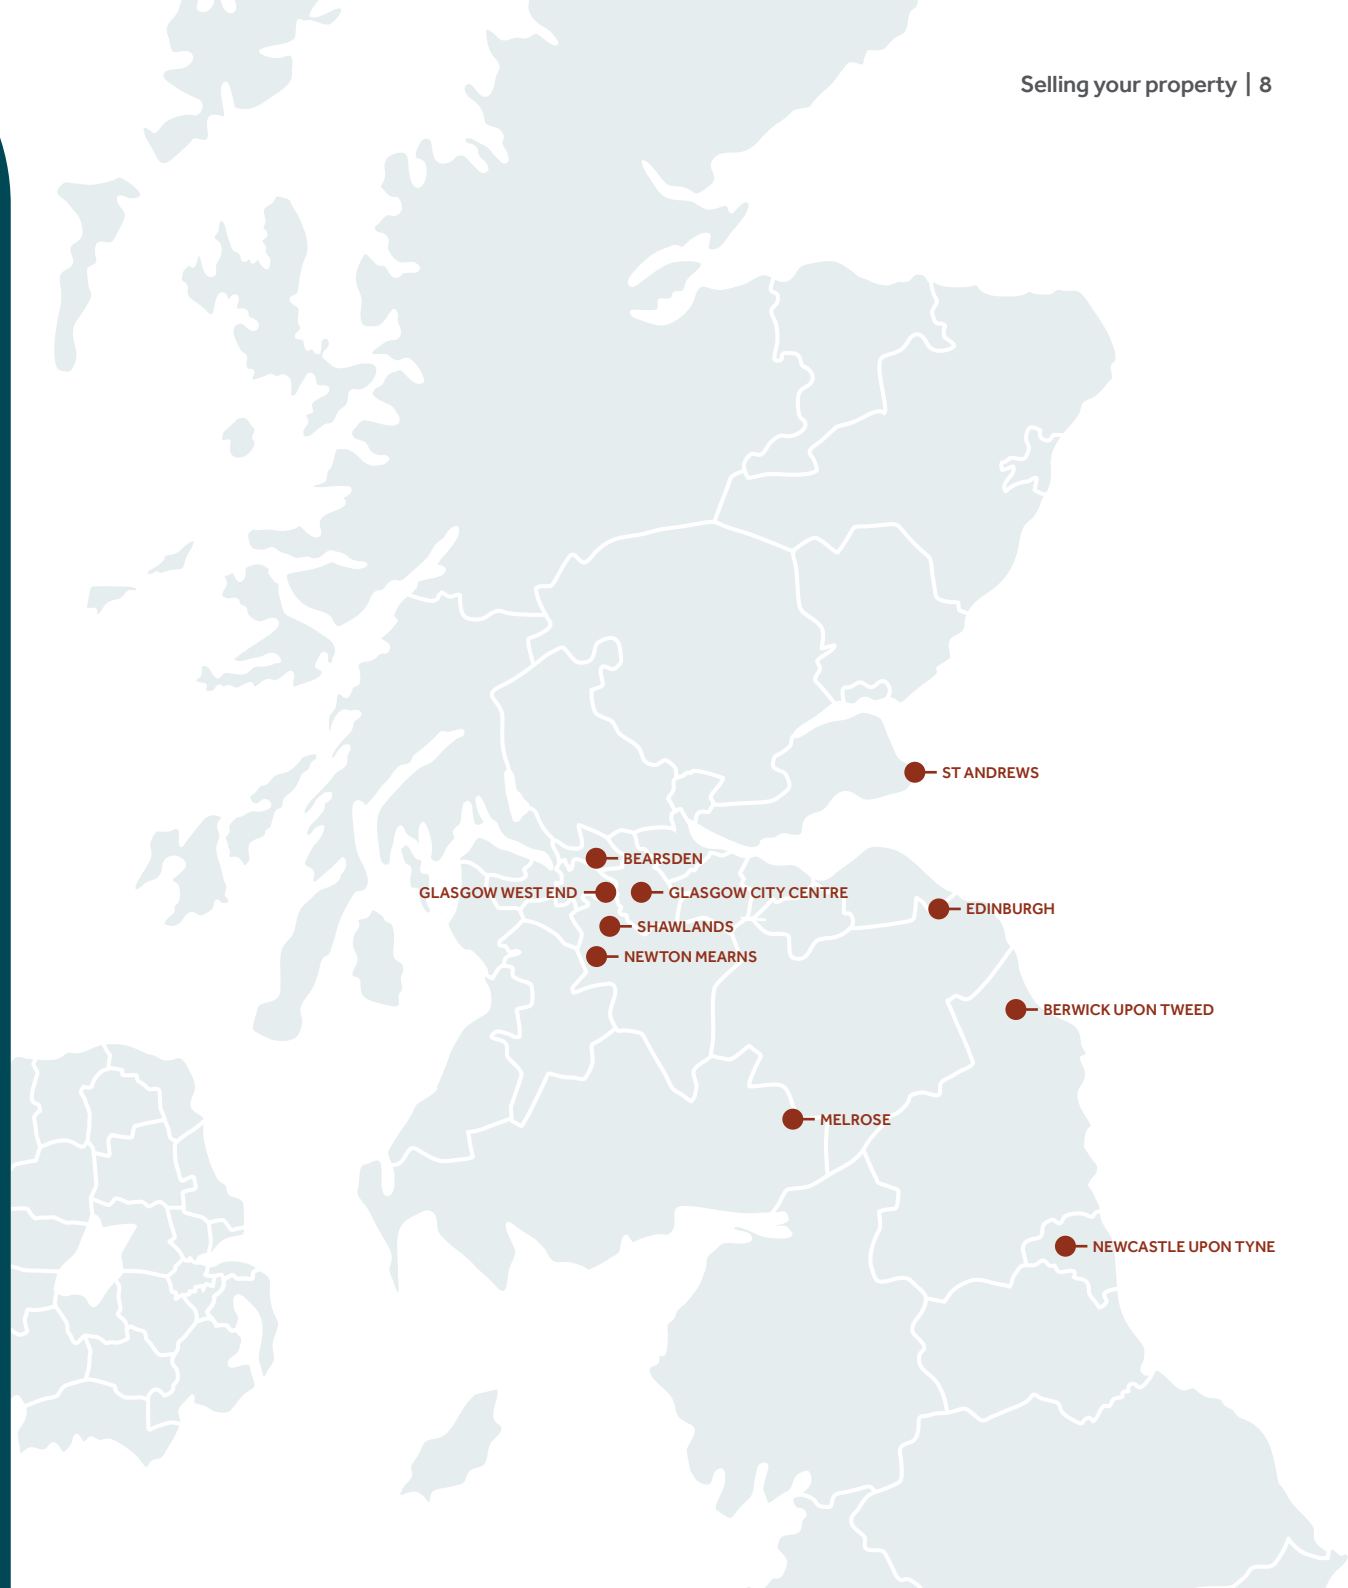 Selling your property | 8
ST ANDREWS
BEARSDEN
GLASGOW WEST END
GLASGOW CITY CENTRE
EDINBURGH
SHAWLANDS
NEWTON MEARNS
BERWICK UPON TWEED
MELROSE
NEWCASTLE UPON TYNE